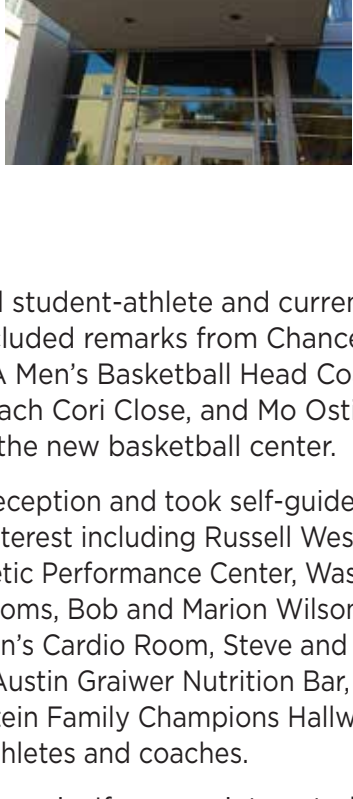 student-athlete and curren
cluded remarks from Chance
A Men's Basketball Head Co
ach Cori Close, and Mo Osti
the new basketball center.
eception and took self-guide
terest including Russell Wes
etic Performance Center, Was
oms, Bob and Marion Wilson
n's Cardio Room, Steve and
Austin Graiwer Nutrition Bar,
tein Family Champions Hallw
hletes and coaches.